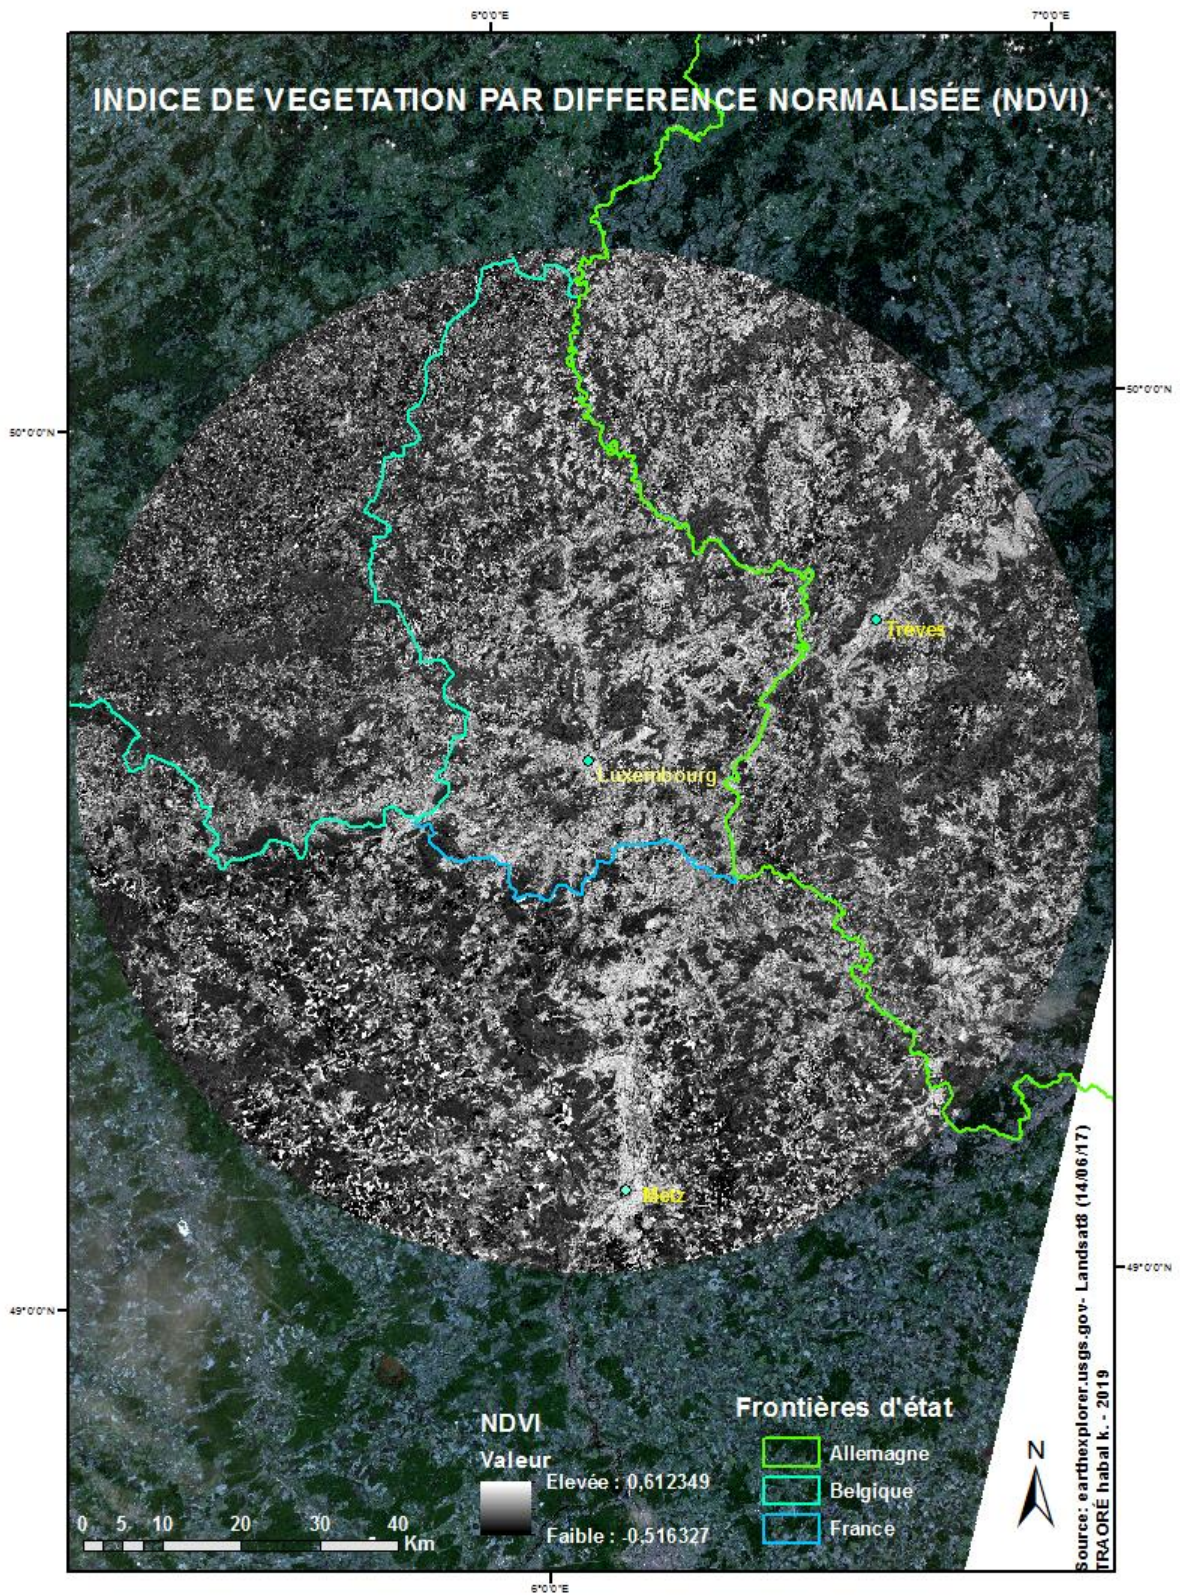 6°0'0"E
7°0'0"E
INDICE DE VEGETATION PAR DIFFERENCE NORMALISÉE (NDVI)
50°0'0"N
50°0'0"N
Trèves
Luxembourg
Metz
49°0'0"N
49°0'0"N
Source: earthexplorer.usgs.gov- Landsat8 (14/06/17)
TRAORÉ habal k. - 2019
NDVI
Valeur
Elevée : 0,612349
Faible : -0,516327
Frontières d'état
Allemagne
Belgique
France
N
0 5 10 20 30 40
Km
6°0'0"E